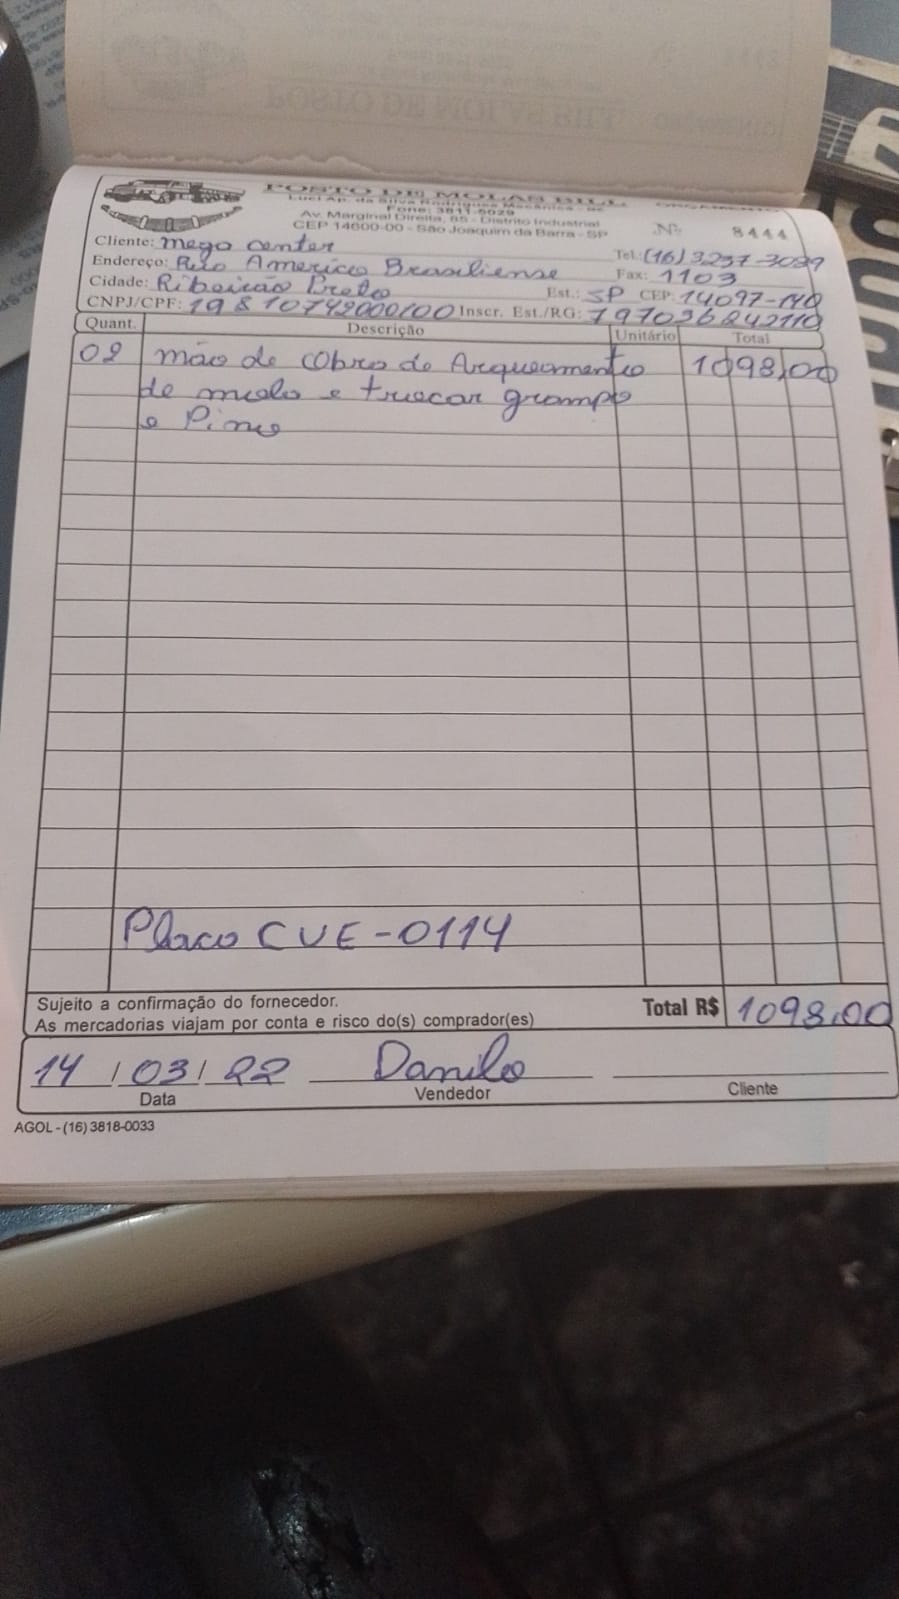 POSTO DE MOLAS BILL
Luci Ap. da Silva Rodrigues Mecânica - ME
Fone: 3811-5029
Av. Marginal Direita, 85 - Distrito Industrial
CEP 14600-00 - São Joaquim da Barra - SP
ORÇAMENTO
Nº 8444
Cliente: mega center Tel.: (16) 3237-3039
Endereço: Rua Americo Brasiliense Fax: 1103
Cidade: Ribeirão Preto Est.: SP CEP: 14097-140
CNPJ/CPF: 19810742000100 Inscr. Est./RG: 797036242110
Quant. Descrição Unitário Total
02 mão de obra de Arqueamento 1098,00
de mola e trocar grampo
e Pino
Placa CUE-0114
Sujeito a confirmação do fornecedor.
As mercadorias viajam por conta e risco do(s) comprador(es)
Total R$ 1098,00
14 / 03 / 22 Danilo
Data Vendedor Cliente
AGOL - (16) 3818-0033